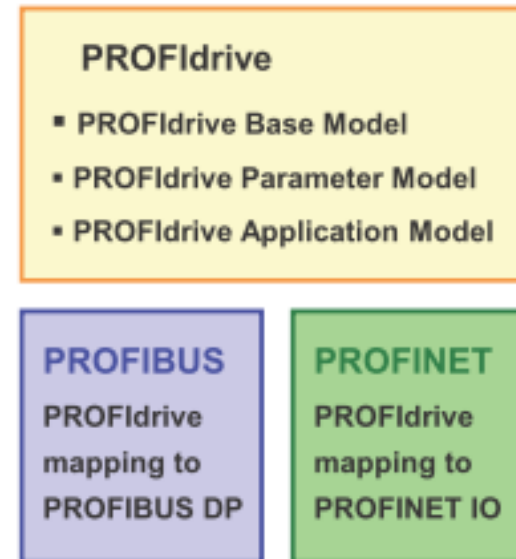 PROFIdrive
▪ PROFIdrive Base Model
▪ PROFIdrive Parameter Model
▪ PROFIdrive Application Model
PROFIBUS
PROFIdrive
mapping to
PROFIBUS DP
PROFINET
PROFIdrive
mapping to
PROFINET IO